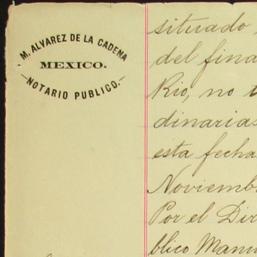 M. ALVAREZ DE LA CADENA
MEXICO.
NOTARIO PUBLICO.
situado
del fina
Rio, no
dinarias
esta fecha
Noviemb
Por el Dir
blico Manu